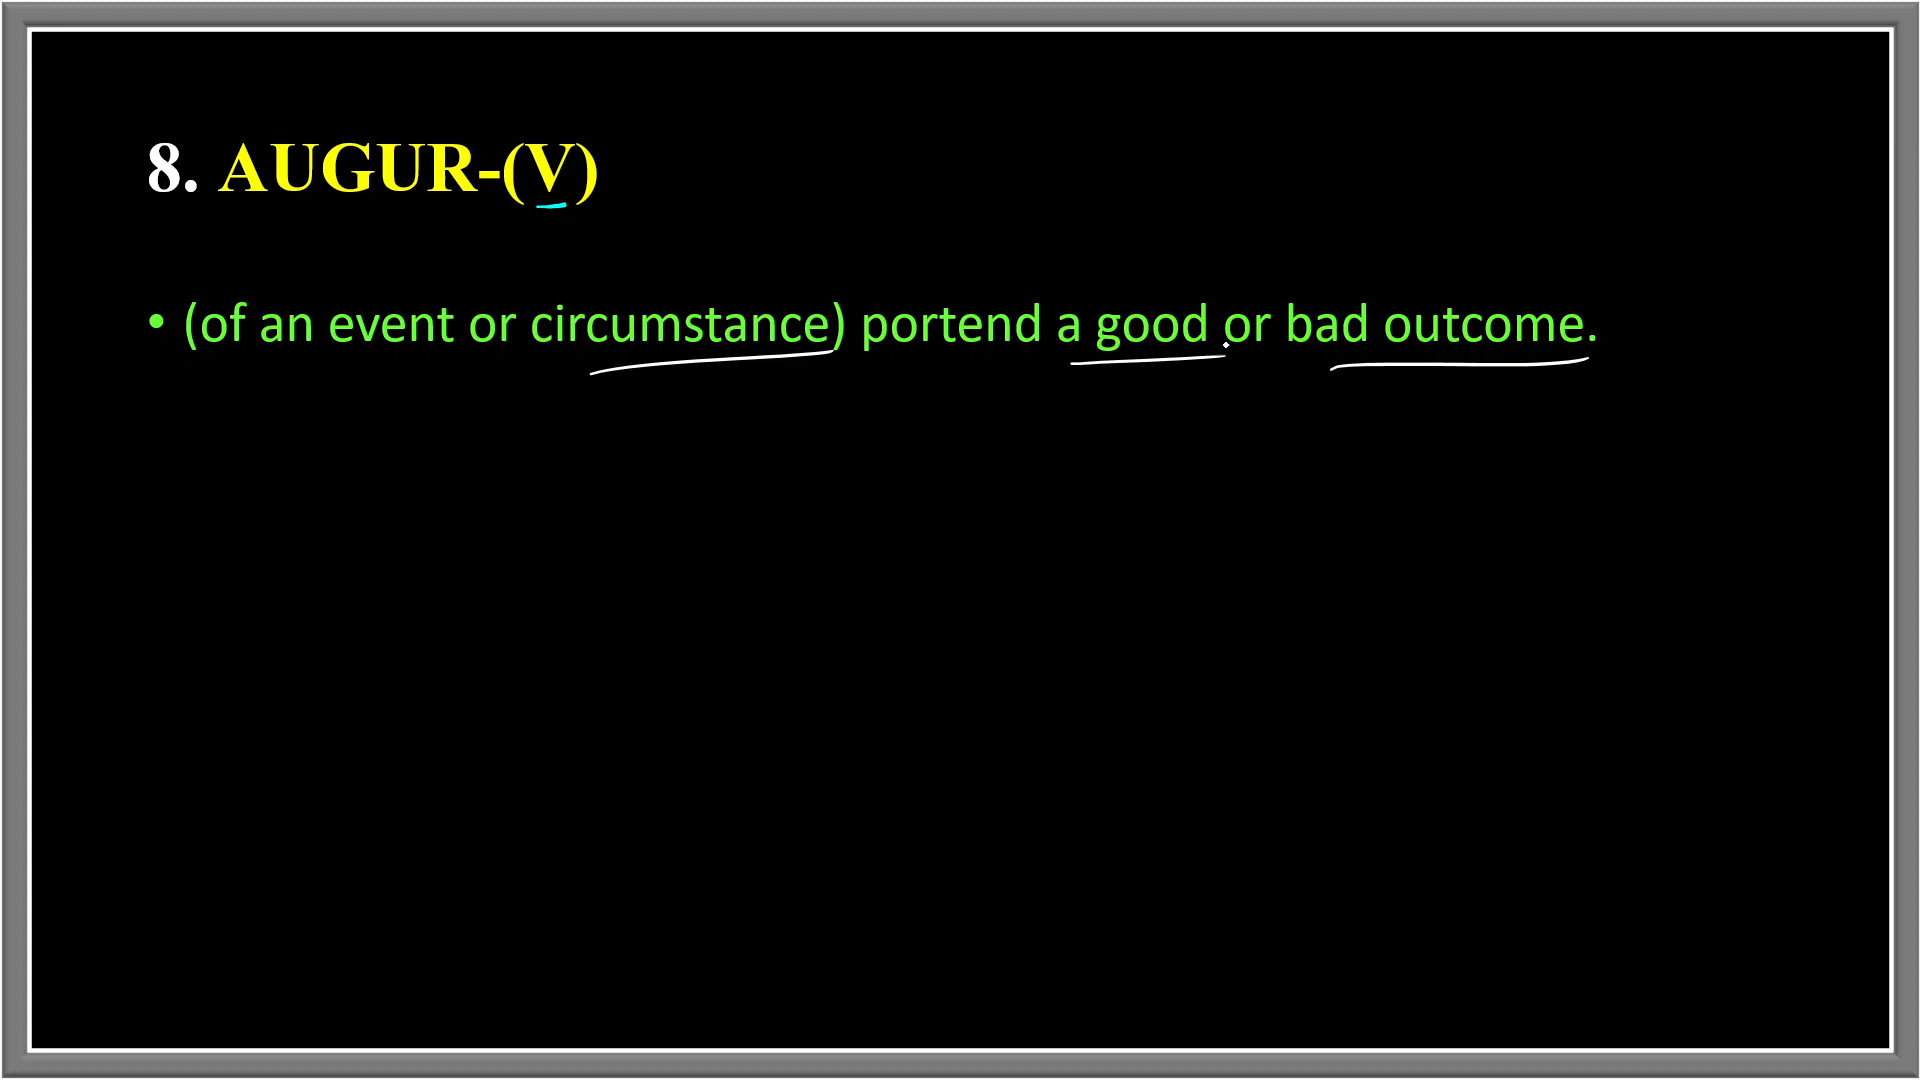 8. AUGUR-(V)
• (of an event or circumstance) portend a good or bad outcome.